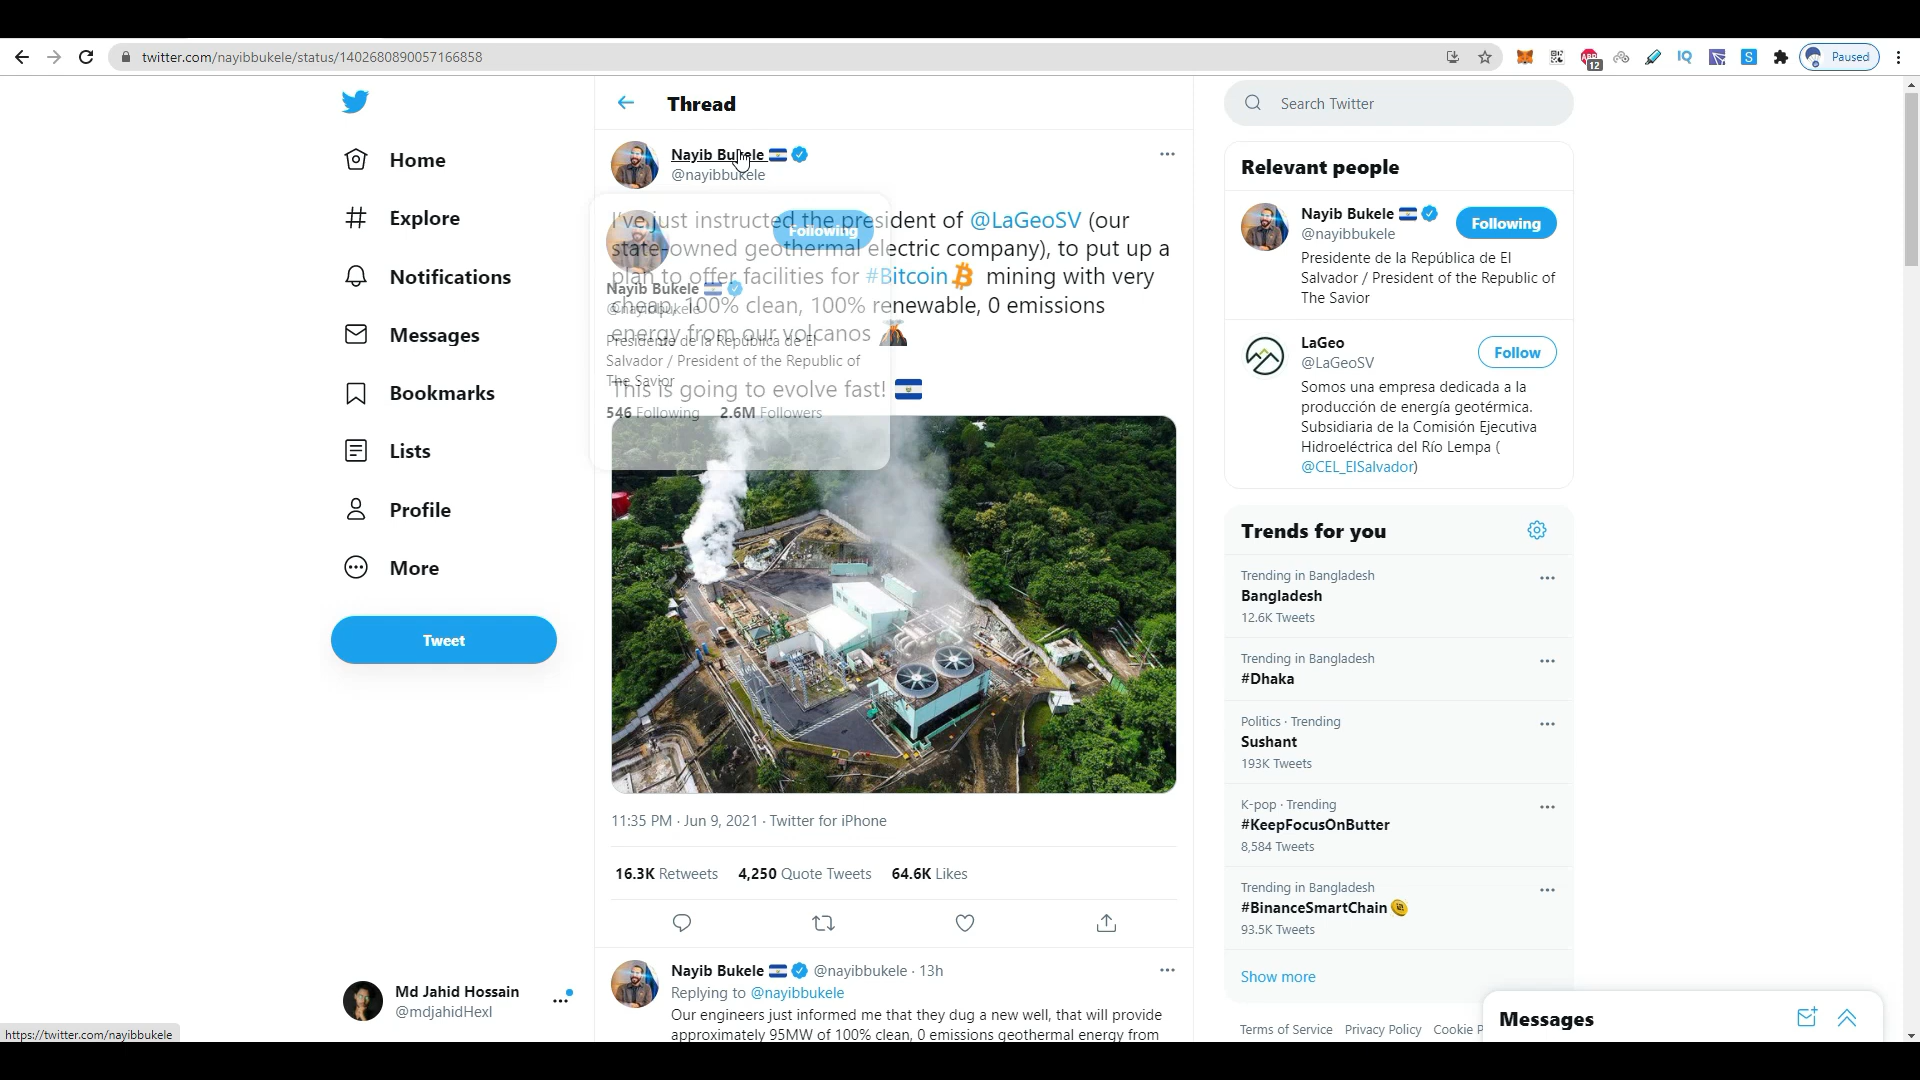 twitter.com/nayibbukele/status/1402680890057166858
12
IQ
S
Paused
Home
Explore
Notifications
Messages
Bookmarks
Lists
Profile
More
Tweet
Md Jahid Hossain
@mdjahidHexl
https://twitter.com/nayibbukele
Thread
Nayib Bukele
@nayibbukele
I've just instructed the president of @LaGeoSV (our
state-owned geothermal electric company), to put up a
plan to offer facilities for #Bitcoin mining with very
cheap, 100% clean, 100% renewable, 0 emissions
energy from our volcanos
This is going to evolve fast!
Following
Nayib Bukele
@nayibbukele
Presidente de la República de El
Salvador / President of the Republic of
The Savior
546 Following 2.6M Followers
11:35 PM · Jun 9, 2021 · Twitter for iPhone
16.3K Retweets 4,250 Quote Tweets 64.6K Likes
Nayib Bukele @nayibbukele · 13h
Replying to @nayibbukele
Our engineers just informed me that they dug a new well, that will provide
approximately 95MW of 100% clean, 0 emissions geothermal energy from
Search Twitter
Relevant people
Nayib Bukele
@nayibbukele
Following
Presidente de la República de El
Salvador / President of the Republic of
The Savior
LaGeo
@LaGeoSV
Follow
Somos una empresa dedicada a la
producción de energía geotérmica.
Subsidiaria de la Comisión Ejecutiva
Hidroeléctrica del Río Lempa (
@CEL_ElSalvador)
Trends for you
Trending in Bangladesh
Bangladesh
12.6K Tweets
Trending in Bangladesh
#Dhaka
Politics · Trending
Sushant
193K Tweets
K-pop · Trending
#KeepFocusOnButter
8,584 Tweets
Trending in Bangladesh
#BinanceSmartChain
93.5K Tweets
Show more
Terms of Service Privacy Policy Cookie P
Messages